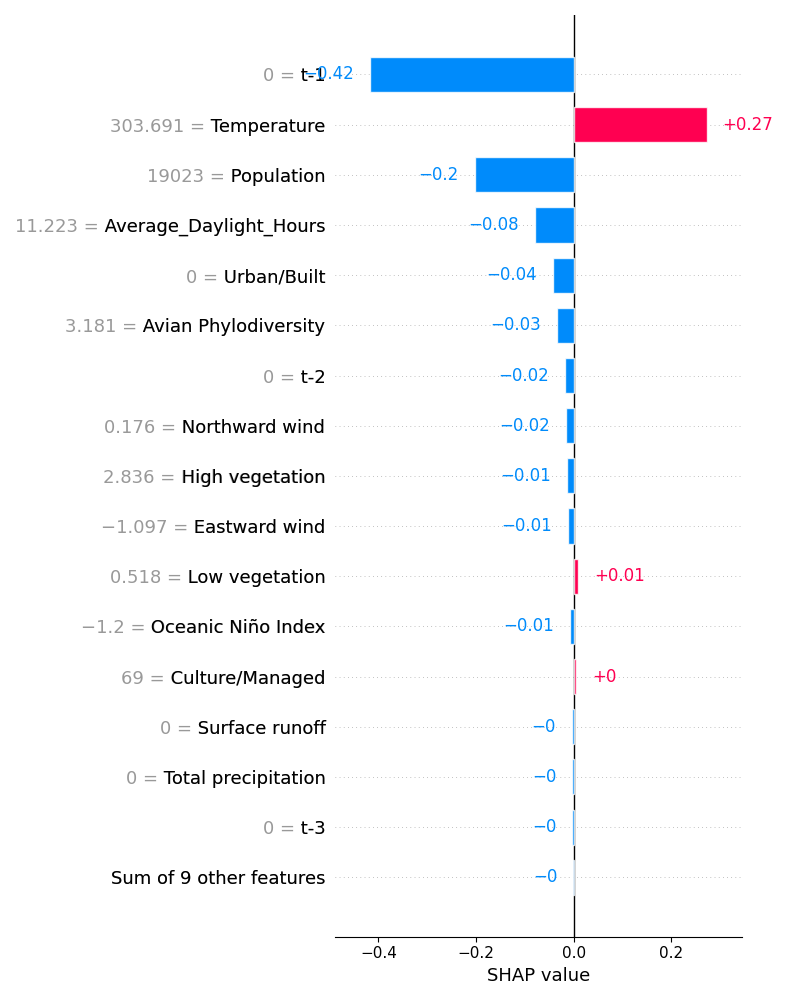 0 = t-1 −0.42
303.691 = Temperature +0.27
19023 = Population −0.2
11.223 = Average_Daylight_Hours −0.08
0 = Urban/Built −0.04
3.181 = Avian Phylodiversity −0.03
0 = t-2 −0.02
0.176 = Northward wind −0.02
2.836 = High vegetation −0.01
−1.097 = Eastward wind −0.01
0.518 = Low vegetation +0.01
−1.2 = Oceanic Niño Index −0.01
69 = Culture/Managed +0
0 = Surface runoff −0
0 = Total precipitation −0
0 = t-3 −0
Sum of 9 other features −0
−0.4 −0.2 0.0 0.2
SHAP value